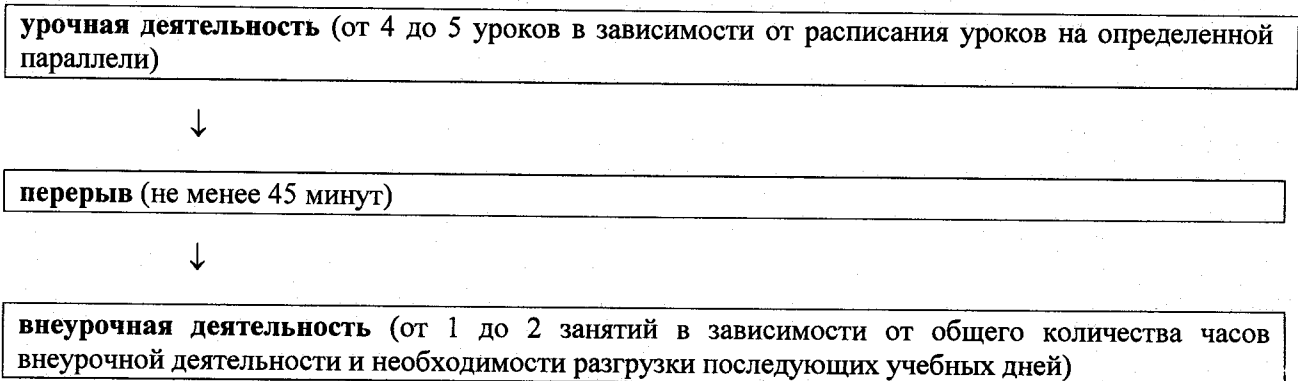 урочная деятельность (от 4 до 5 уроков в зависимости от расписания уроков на определенной
параллели)
↓
перерыв (не менее 45 минут)
↓
внеурочная деятельность (от 1 до 2 занятий в зависимости от общего количества часов
внеурочной деятельности и необходимости разгрузки последующих учебных дней)